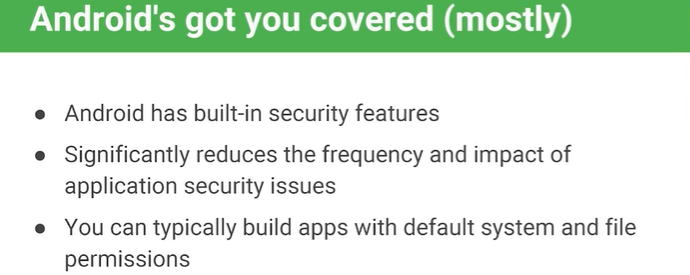 Android's got you covered (mostly)
● Android has built-in security features
● Significantly reduces the frequency and impact of
application security issues
● You can typically build apps with default system and file
permissions